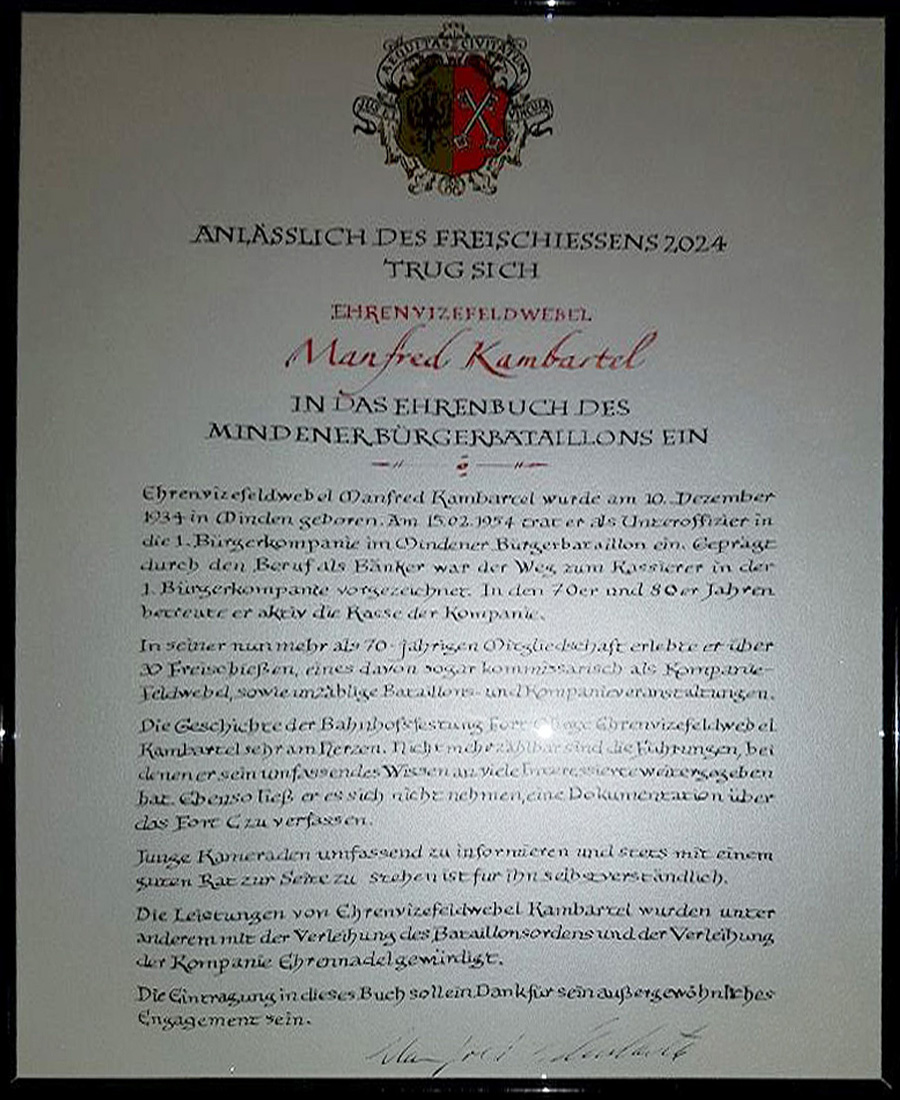 AEQUITAS CIVITATUM
ANLÄSSLICH DES FREISCHIESSENS 2024
TRUG SICH
EHRENVIZEFELDWEBEL
Manfred Kambartel
IN DAS EHRENBUCH DES
MINDENER BÜRGERBATAILLONS EIN
Ehrenvizefeldwebel Manfred Kambartel wurde am 10. Dezember
1934 in Minden geboren. Am 15.02.1954 trat er als Unteroffizier in
die 1. Bürgerkompanie im Mindener Bürgerbataillon ein. Geprägt
durch den Beruf als Bänker war der Weg zum Kassierer in der
1. Bürgerkompanie vorgezeichnet. In den 70er und 80er Jahren
betreute er aktiv die Kasse der Kompanie.
In seiner nunmehr als 70-jährigen Mitgliedschaft erlebte er über
30 Freischießen, eines davon sogar kommissarisch als Kompanie-
feldwebel, sowie unzählige Bataillons- und Kompanieveranstaltungen.
Die Geschichte der Bahnhofsfestung Fort C liegt Ehrenvizefeldwebel
Kambartel sehr am Herzen. Nicht mehr zählbar sind die Führungen, bei
denen er sein umfassendes Wissen an viele Interessierte weitergegeben
hat. Ebenso ließ er es sich nicht nehmen, eine Dokumentation über
das Fort C zu verfassen.
Junge Kameraden umfassend zu informieren und stets mit einem
guten Rat zur Seite zu stehen ist für ihn selbstverständlich.
Die Leistungen von Ehrenvizefeldwebel Kambartel wurden unter
anderem mit der Verleihung des Bataillonsordens und der Verleihung
der Kompanie Ehrennadel gewürdigt.
Die Eintragung in dieses Buch soll ein Dank für sein außergewöhnliches
Engagement sein.
Manfred Kambartel